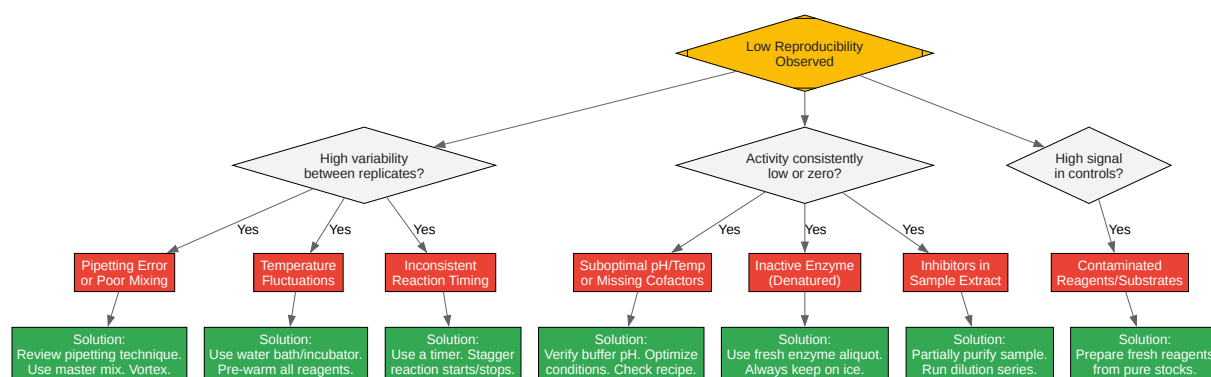 Low Reproducibility
Observed
High variability
between replicates?
Activity consistently
low or zero?
High signal
in controls?
Yes
Yes
Yes
Yes
Yes
Yes
Yes
Pipetting Error
or Poor Mixing
Temperature
Fluctuations
Inconsistent
Reaction Timing
Suboptimal pH/Temp
or Missing Cofactors
Inactive Enzyme
(Denatured)
Inhibitors in
Sample Extract
Contaminated
Reagents/Substrates
Solution:
Review pipetting technique.
Use master mix. Vortex.
Solution:
Use water bath/incubator.
Pre-warm all reagents.
Solution:
Use a timer. Stagger
reaction starts/stops.
Solution:
Verify buffer pH. Optimize
conditions. Check recipe.
Solution:
Use fresh enzyme aliquot.
Always keep on ice.
Solution:
Partially purify sample.
Run dilution series.
Solution:
Prepare fresh reagents
from pure stocks.